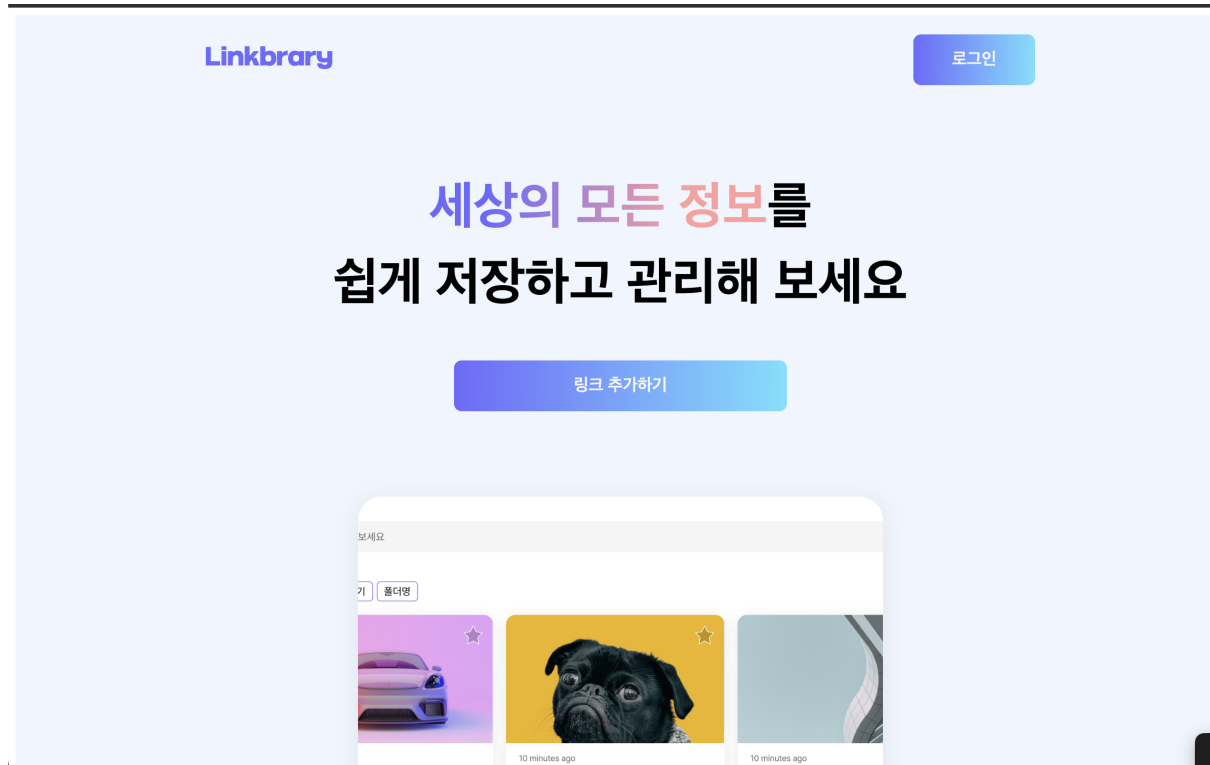 Linkbrary
로그인
세상의 모든 정보를
쉽게 저장하고 관리해 보세요
링크 추가하기
보세요
기 폴더명
10 minutes ago 10 minutes ago